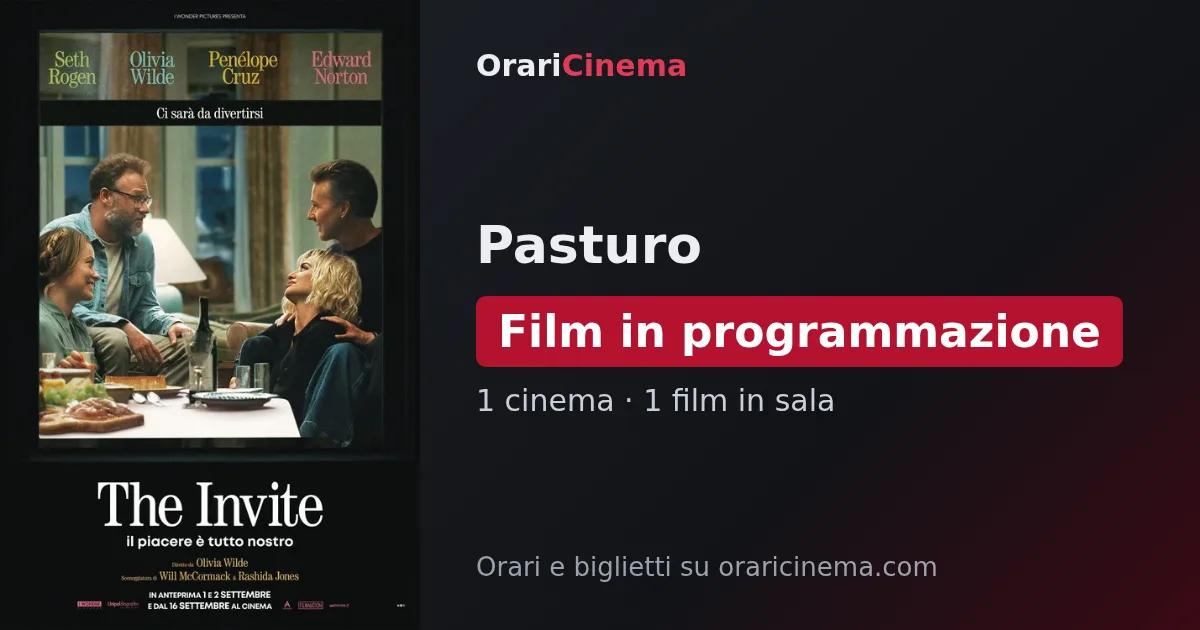 I WONDER PICTURES PRESENTA
Seth Rogen
Olivia Wilde
Penélope Cruz
Edward Norton
Ci sarà da divertirsi
The Invite
il piacere è tutto nostro
Diretto da Olivia Wilde
Sceneggiatura di Will McCormack & Rashida Jones
IN ANTEPRIMA 1 E 2 SETTEMBRE
E DAL 16 SETTEMBRE AL CINEMA
OrariCinema
Pasturo
Film in programmazione
1 cinema · 1 film in sala
Orari e biglietti su oraricinema.com